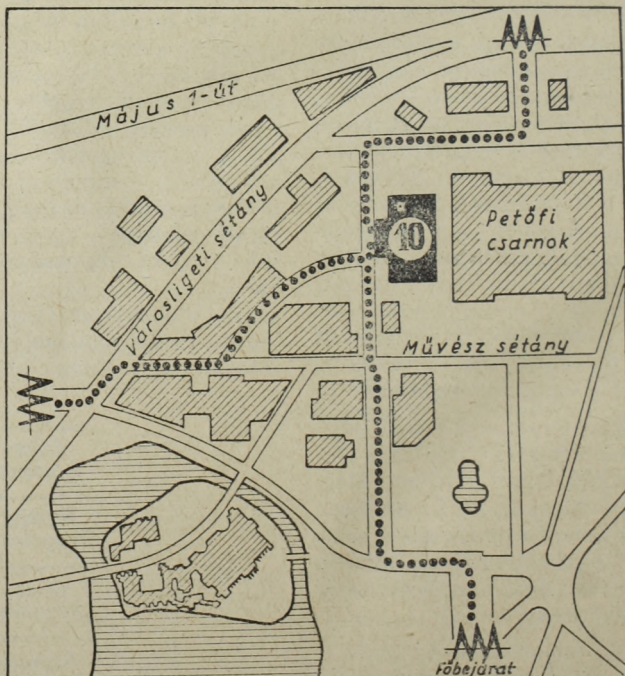 Május 1-út
Városligeti sétány
10
Petőfi
csarnok
Művész sétány
Főbejárat